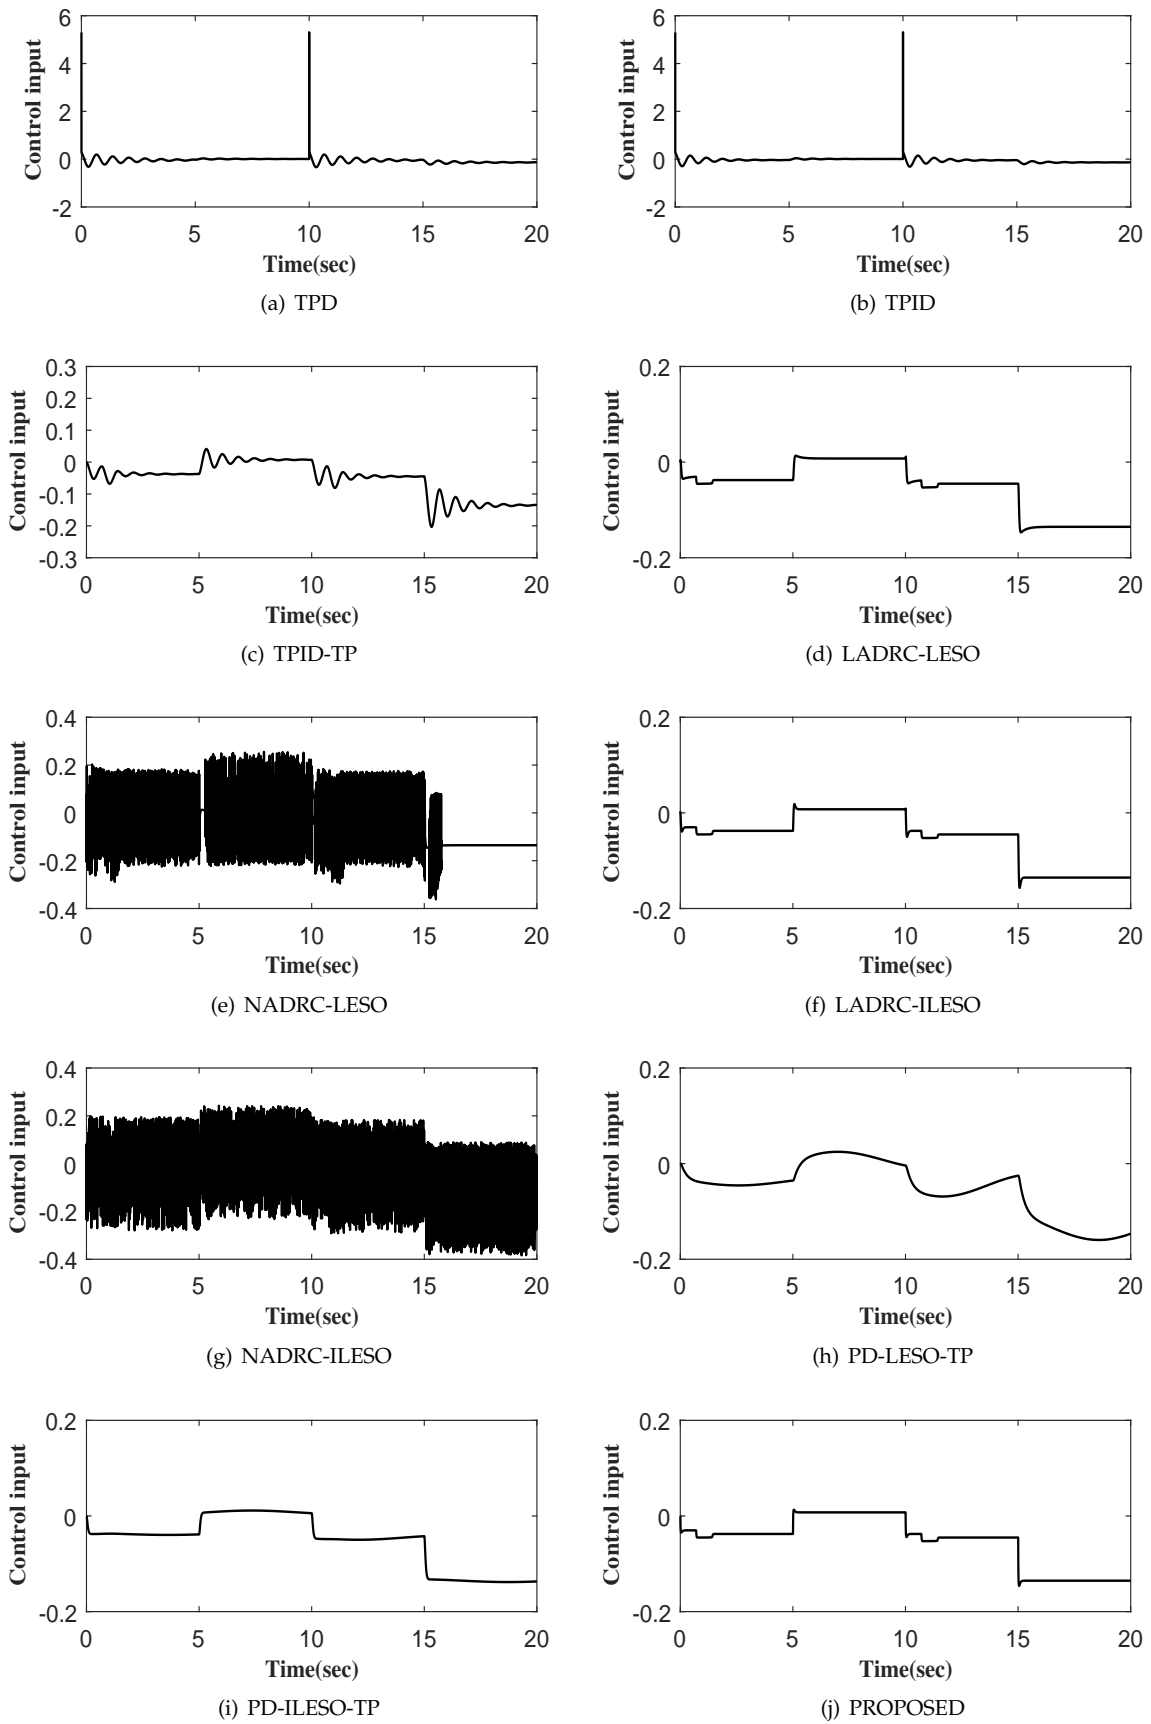 6
4
2
0
-2
Control input
0 5 10 15 20
Time(sec)
(a) TPD
6
4
2
0
-2
Control input
0 5 10 15 20
Time(sec)
(b) TPID
0.3
0.2
0.1
0
-0.1
-0.2
-0.3
Control input
0 5 10 15 20
Time(sec)
(c) TPID-TP
0.2
0
-0.2
Control input
0 5 10 15 20
Time(sec)
(d) LADRC-LESO
0.4
0.2
0
-0.2
-0.4
Control input
0 5 10 15 20
Time(sec)
(e) NADRC-LESO
0.2
0
-0.2
Control input
0 5 10 15 20
Time(sec)
(f) LADRC-ILESO
0.4
0.2
0
-0.2
-0.4
Control input
0 5 10 15 20
Time(sec)
(g) NADRC-ILESO
0.2
0
-0.2
Control input
0 5 10 15 20
Time(sec)
(h) PD-LESO-TP
0.2
0
-0.2
Control input
0 5 10 15 20
Time(sec)
(i) PD-ILESO-TP
0.2
0
-0.2
Control input
0 5 10 15 20
Time(sec)
(j) PROPOSED